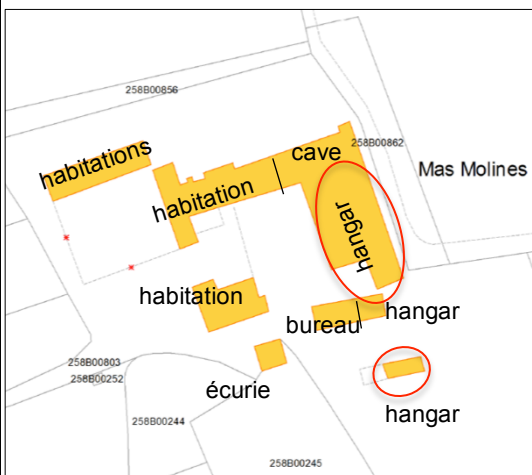 258B00856
habitations
cave
258B00862
Mas Molines
habitation
hangar
habitation
bureau
hangar
258B00803
258B00252
écurie
hangar
258B00244
258B00245